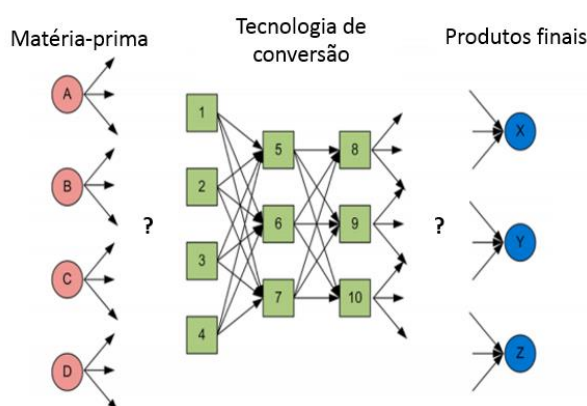 Matéria-prima
Tecnologia de
conversão
Produtos finais
A
B
C
D
?
1
2
3
4
5
6
7
8
9
10
?
X
Y
Z